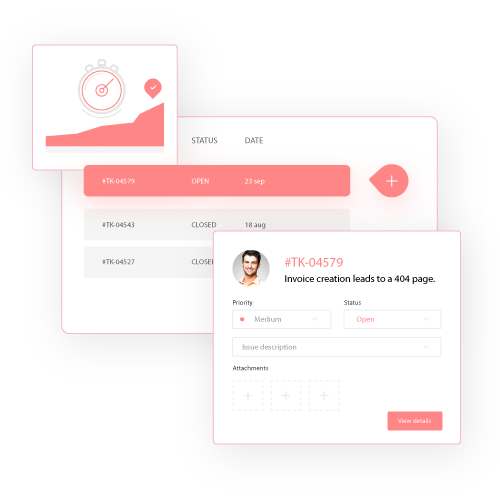 STATUS DATE
#TK-04579 OPEN 23 sep
#TK-04543 CLOSED 18 aug
#TK-04527
#TK-04579
Invoice creation leads to a 404 page.
Priority Status
Medium Open
Issue description
Attachments
View details